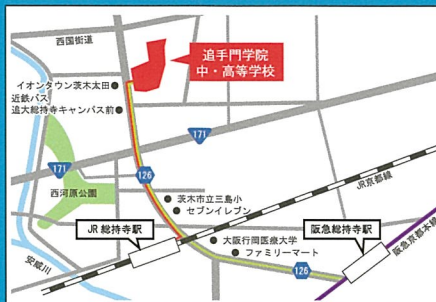 西国街道
追手門学院
中・高等学校
イオンタウン茨木太田
近鉄バス
追大総持寺キャンパス前
171
171
126
西河原公園
茨木市立三島小
セブンイレブン
JR京都線
JR総持寺駅
阪急総持寺駅
大阪行岡医療大学
ファミリーマート
安威川
126
阪急京都本線